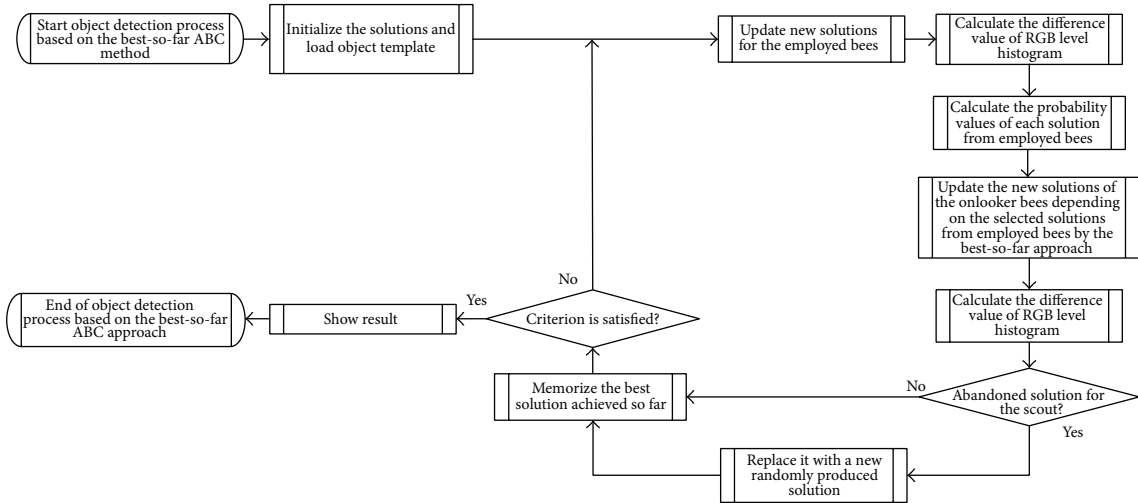 Start object detection process
based on the best-so-far ABC
method
Initialize the solutions and
load object template
Update new solutions
for the employed bees
Calculate the difference
value of RGB level
histogram
Calculate the probability
values of each solution
from employed bees
Update the new solutions of
the onlooker bees depending
on the selected solutions
from employed bees by the
best-so-far approach
Calculate the difference
value of RGB level
histogram
Abandoned solution for
the scout?
No
Yes
Replace it with a new
randomly produced
solution
Memorize the best
solution achieved so far
Criterion is satisfied?
No
Yes
Show result
End of object detection
process based on the best-so-far
ABC approach